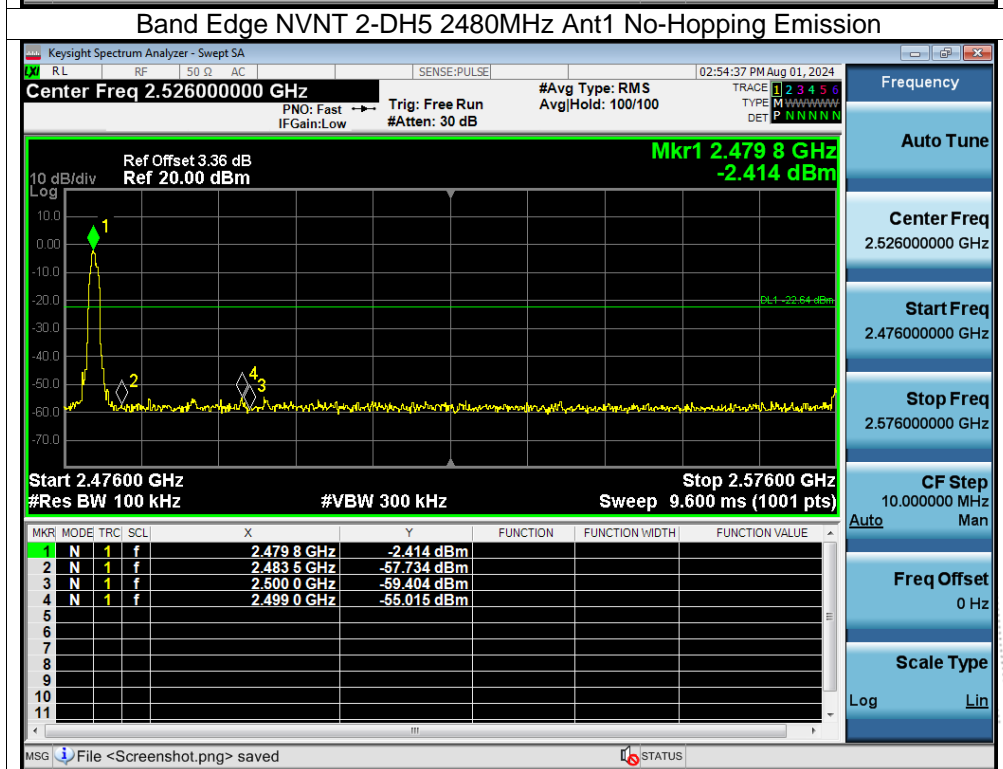 Band Edge NVNT 2-DH5 2480MHz Ant1 No-Hopping Emission
Keysight Spectrum Analyzer - Swept SA
LXI RL RF 50 Ω AC SENSE:PULSE 02:54:37 PM Aug 01, 2024
Center Freq 2.526000000 GHz #Avg Type: RMS TRACE 1 2 3 4 5 6
PNO: Fast Trig: Free Run Avg|Hold: 100/100 TYPE M WWWWW
IFGain:Low #Atten: 30 dB DET P N N N N N
Mkr1 2.479 8 GHz
-2.414 dBm
Ref Offset 3.36 dB
10 dB/div Ref 20.00 dBm
Log
10.0
0.00
-10.0
-20.0
-30.0
-40.0
-50.0
-60.0
-70.0
1
DL1 -22.64 dBm
2
4
3
Start 2.47600 GHz Stop 2.57600 GHz
#Res BW 100 kHz #VBW 300 kHz Sweep 9.600 ms (1001 pts)
MKR MODE TRC SCL X Y FUNCTION FUNCTION WIDTH FUNCTION VALUE
1 N 1 f 2.479 8 GHz -2.414 dBm
2 N 1 f 2.483 5 GHz -57.734 dBm
3 N 1 f 2.500 0 GHz -59.404 dBm
4 N 1 f 2.499 0 GHz -55.015 dBm
5
6
7
8
9
10
11
MSG File <Screenshot.png> saved STATUS
Frequency
Auto Tune
Center Freq
2.526000000 GHz
Start Freq
2.476000000 GHz
Stop Freq
2.576000000 GHz
CF Step
10.000000 MHz
Auto Man
Freq Offset
0 Hz
Scale Type
Log Lin